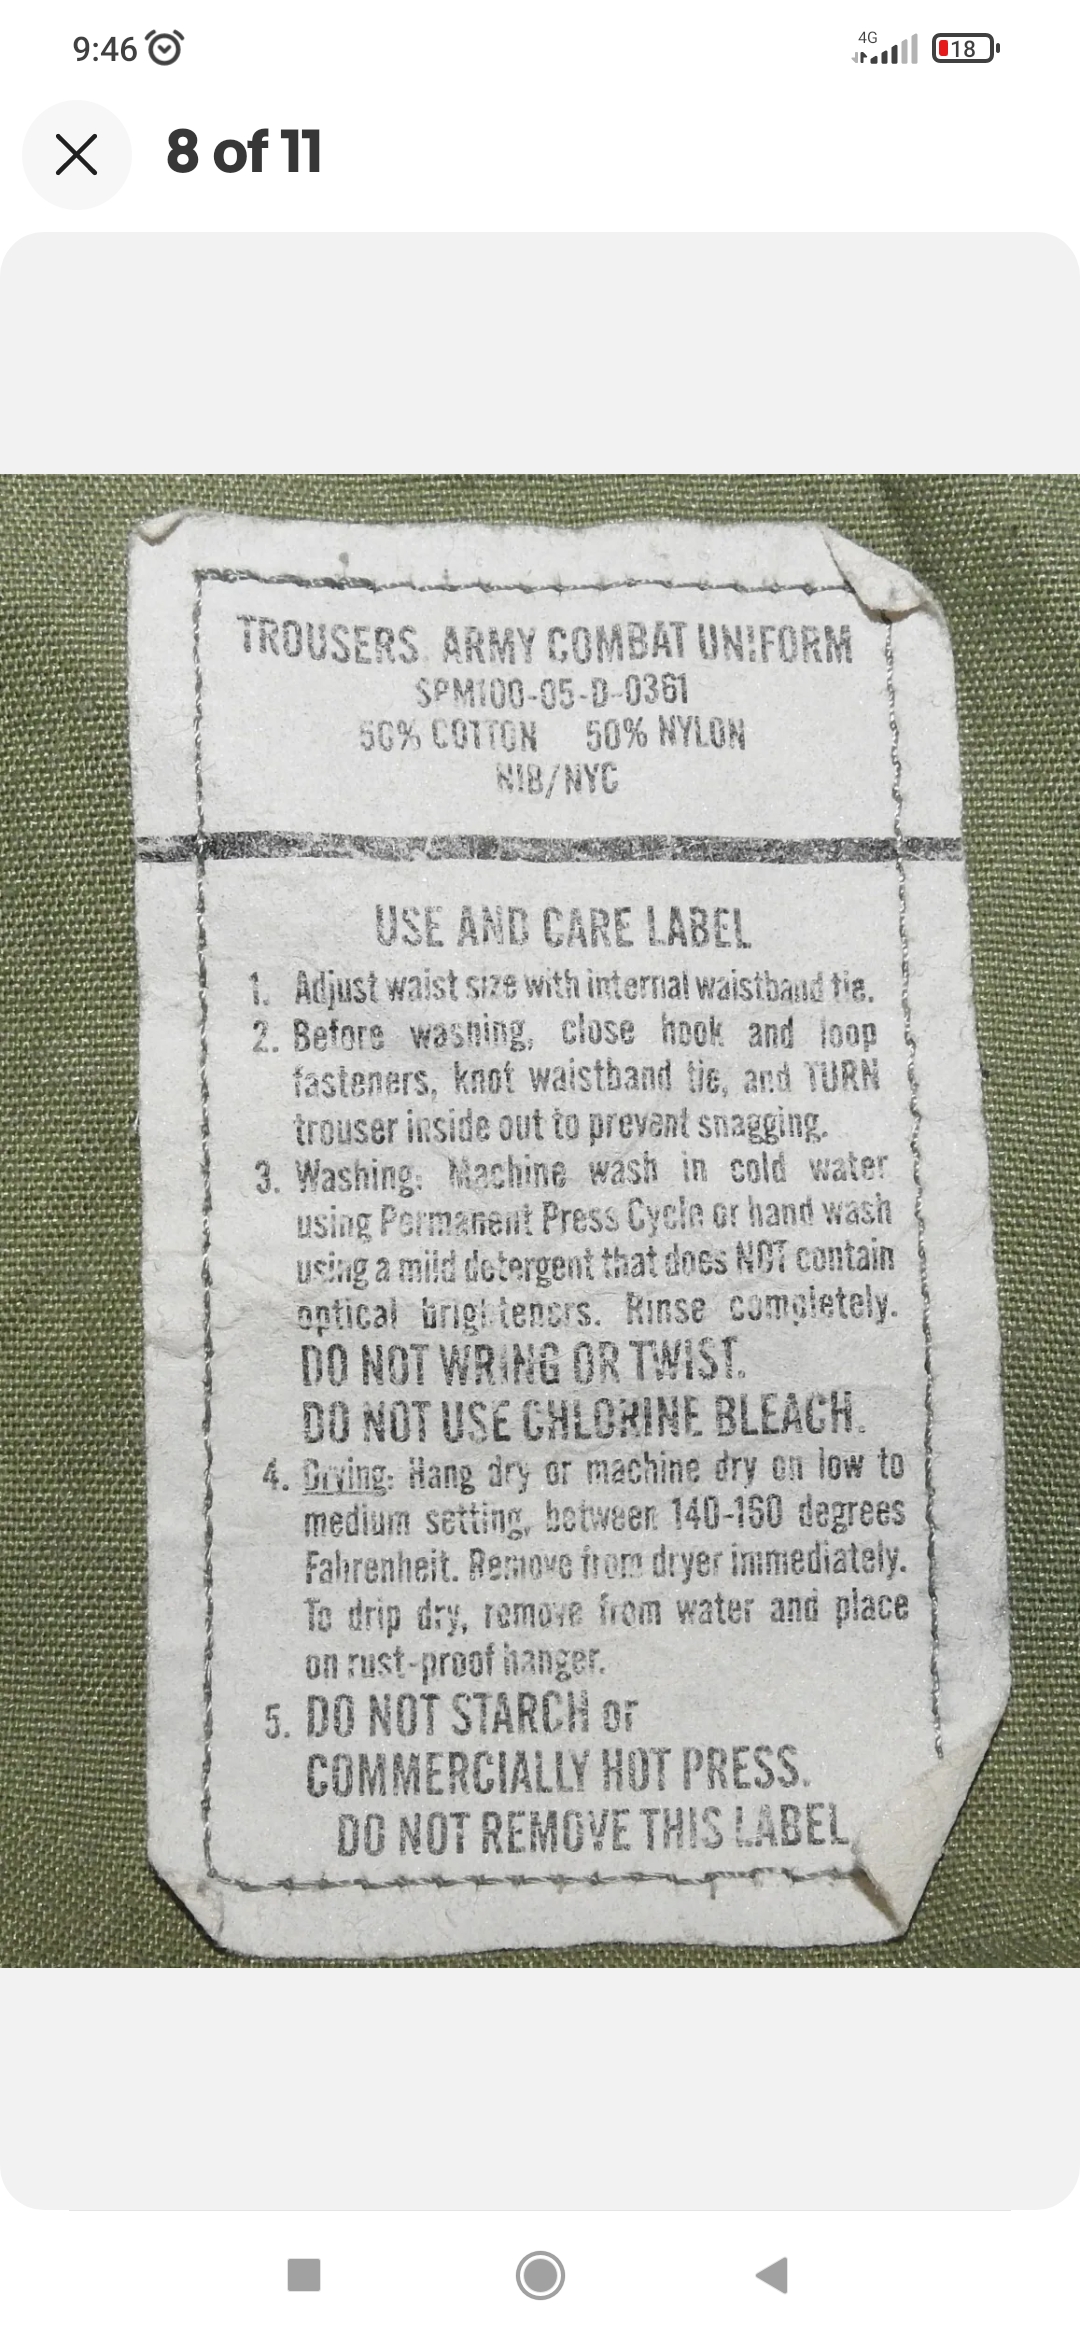 9:46
4G
18
8 of 11
TROUSERS, ARMY COMBAT UNIFORM
SPM100-05-D-0361
50% COTTON 50% NYLON
NIB/NYC
USE AND CARE LABEL
1. Adjust waist size with internal waistband tie.
2. Before washing, close hook and loop
fasteners, knot waistband tie, and TURN
trouser inside out to prevent snagging.
3. Washing: Machine wash in cold water
using Permanent Press Cycle or hand wash
using a mild detergent that does NOT contain
optical brighteners. Rinse completely.
DO NOT WRING OR TWIST.
DO NOT USE CHLORINE BLEACH.
4. Drying: Hang dry or machine dry on low to
medium setting, between 140-160 degrees
Fahrenheit. Remove from dryer immediately.
To drip dry, remove from water and place
on rust-proof hanger.
5. DO NOT STARCH or
COMMERCIALLY HOT PRESS.
DO NOT REMOVE THIS LABEL